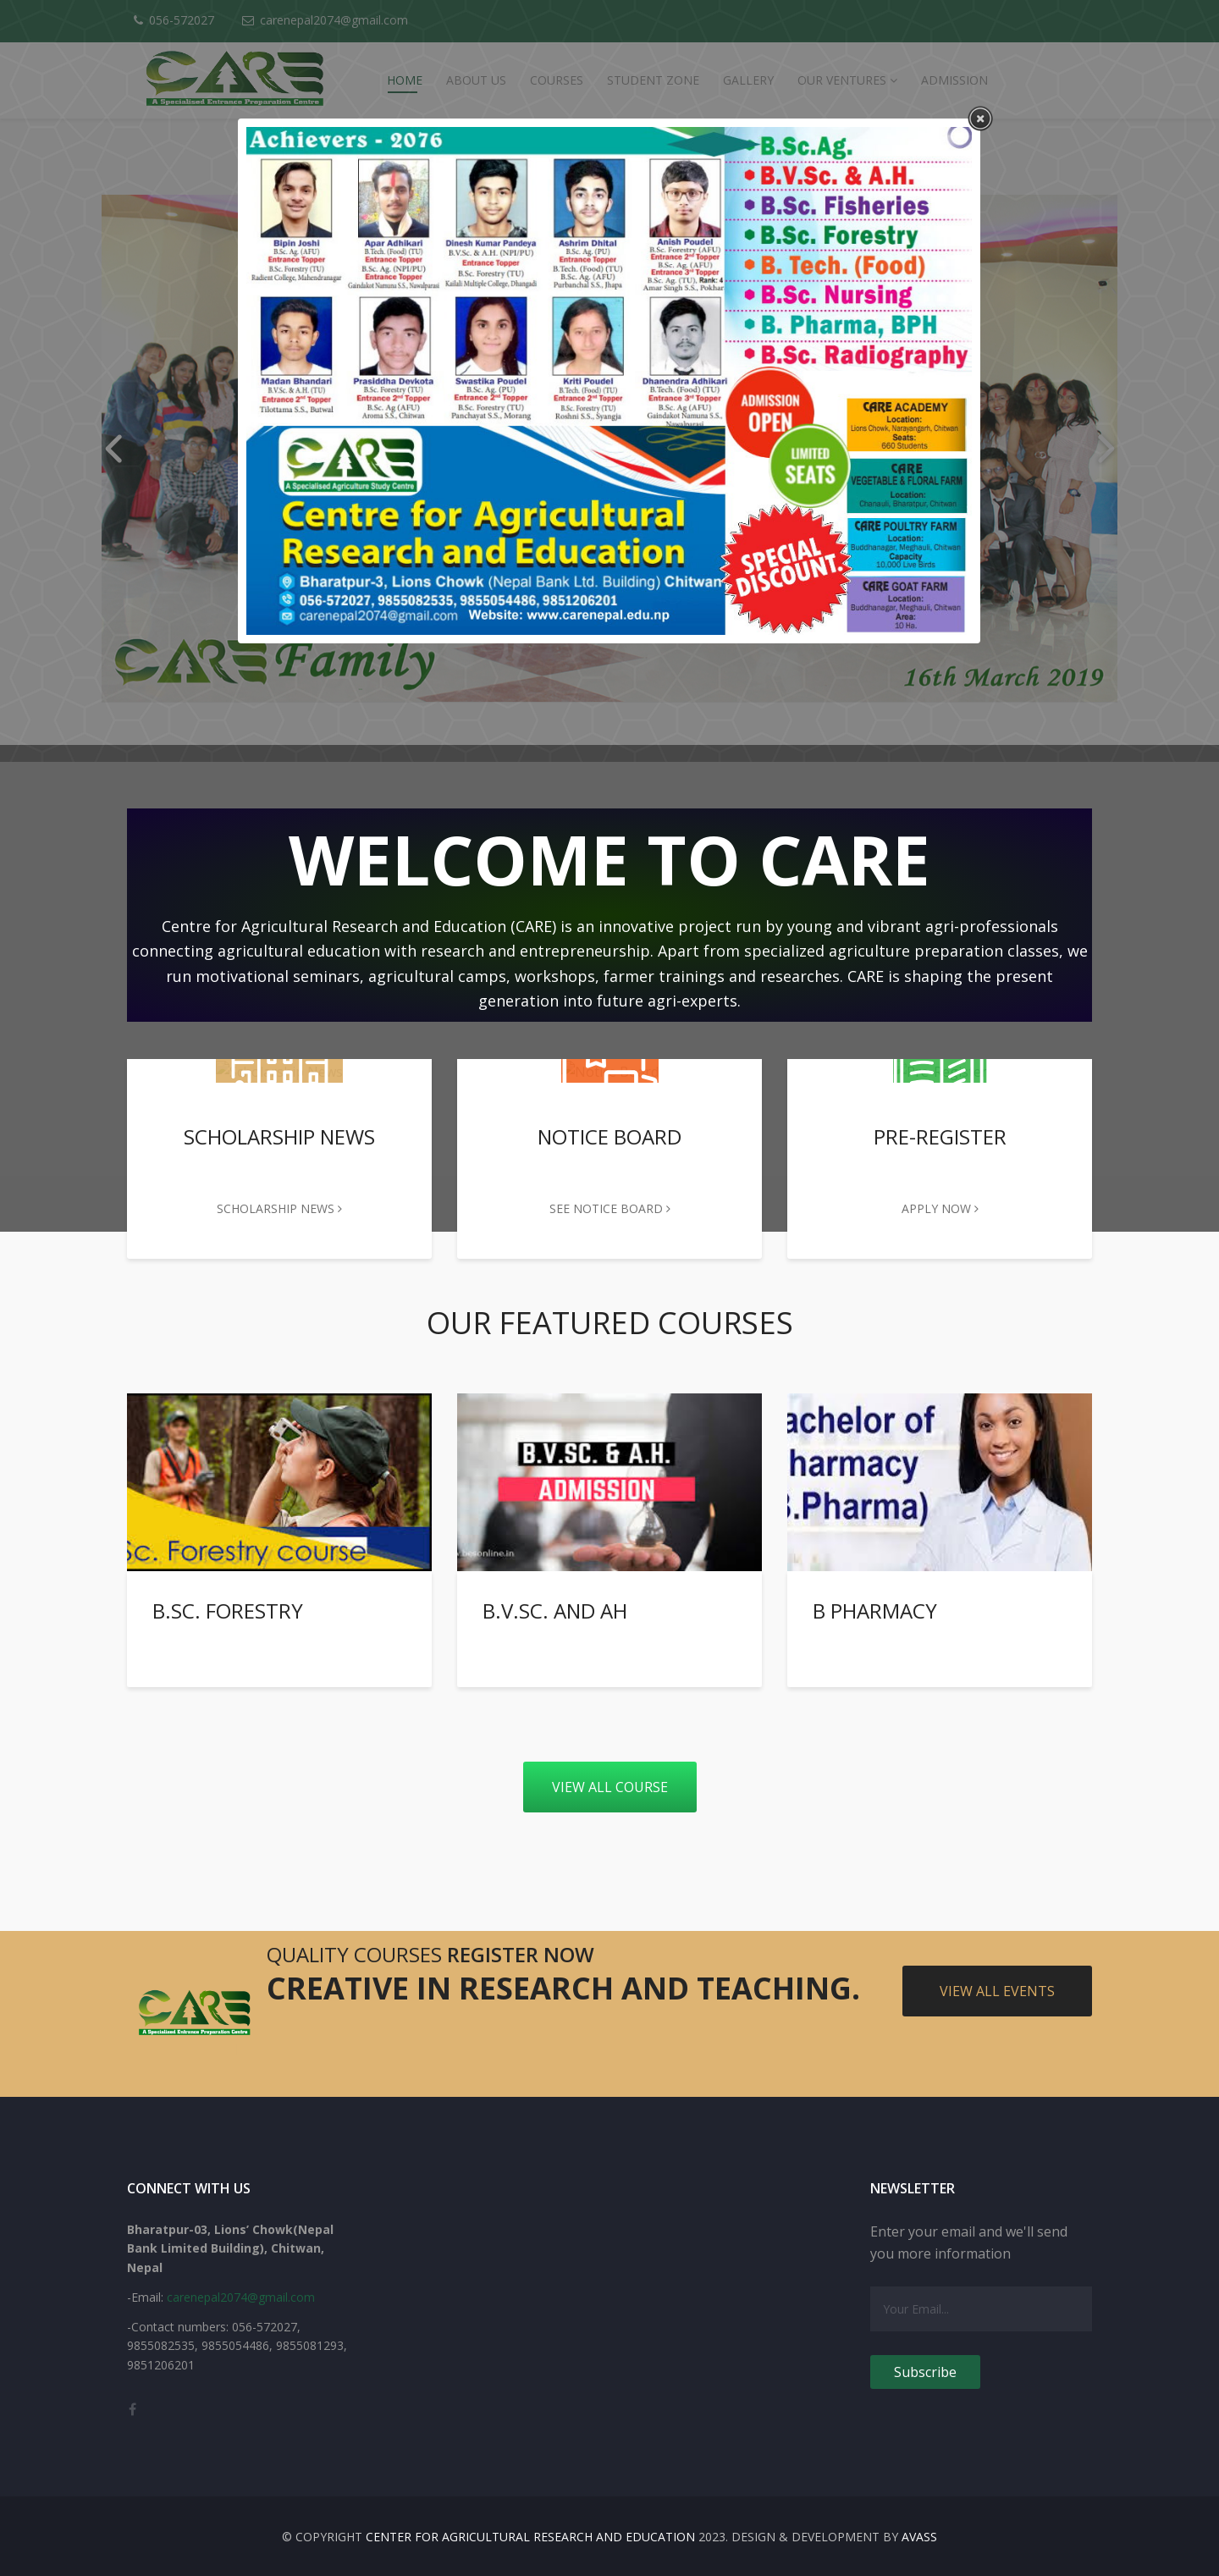 056-572027 carenepal2074@gmail.com
CARE
A Specialised Entrance Preparation Centre
HOME ABOUT US COURSES STUDENT ZONE GALLERY OUR VENTURES ADMISSION
Achievers - 2076
Bipin Joshi
B.Sc. Ag. (AFU)
Entrance Topper
B.Sc. Forestry (TU)
Radient College, Mahendranagar
Apar Adhikari
B.Tech. (Food) (TU)
Entrance Topper
B.Sc. Ag. (NPI/PU)
Entrance Topper
Gaindakot Namuna S.S., Nawalparasi
Dinesh Kumar Pandeya
B.V.Sc. & A.H. (NPI/PU)
Entrance Topper
B.Sc. Forestry (TU)
Kailali Multiple College, Dhangadi
Ashrim Dhital
B.Sc. Ag. (PU)
Entrance Topper
B.Tech. (Food) (TU)
B.Sc. Ag. (AFU)
Purbanchal S.S., Jhapa
Anish Poudel
B.Sc. Forestry (AFU)
Entrance 2nd Topper
B.Sc. Ag. (AFU)
Entrance 3rd Topper
B.Sc. Ag. (TU), Rank: 4
Amar Singh S.S., Pokhar
Madan Bhandari
B.V.Sc. & A.H. (TU)
Entrance 2nd Topper
Tilottama S.S., Butwal
Prasiddha Devkota
B.Sc. Forestry (TU)
Entrance 2nd Topper
B.Sc. Ag (AFU)
Aroma S.S., Chitwan
Swastika Poudel
B.Sc. Ag. (PU)
Entrance 2nd Topper
B.Sc. Forestry (TU)
Panchayat S.S., Morang
Kriti Poudel
B.Tech. (Food) (TU)
Entrance 2nd Topper
B.Sc. Forestry (TU)
Roshni S.S., Syangja
Dhanendra Adhikari
B.Tech. (Food) (TU)
Entrance 3rd Topper
B.Sc. Ag (AFU)
Gaindakot Namuna S.S.,
Nawalparasi
B.Sc.Ag.
B.V.Sc. & A.H.
B.Sc. Fisheries
B.Sc. Forestry
B. Tech. (Food)
B.Sc. Nursing
B. Pharma, BPH
B.Sc. Radiography
ADMISSION
OPEN
LIMITED
SEATS
SPECIAL
DISCOUNT.
CARE ACADEMY
Location:
Lions Chowk, Narayangarh, Chitwan
Seats:
660 Students
CARE
VEGETABLE & FLORAL FARM
Location:
Chanauli, Bharatpur, Chitwan
CARE POULTRY FARM
Location:
Buddhanagar, Meghauli, Chitwan
Capacity
10,000 Live Birds
CARE GOAT FARM
Location:
Buddhanagar, Meghauli, Chitwan
Area:
10 Ha.
CARE
A Specialised Agriculture Study Centre
Centre for Agricultural
Research and Education
Bharatpur-3, Lions Chowk (Nepal Bank Ltd. Building) Chitwan
056-572027, 9855082535, 9855054486, 9851206201
carenepal2074@gmail.com Website: www.carenepal.edu.np
CARE Family
16th March 2019
WELCOME TO CARE
Centre for Agricultural Research and Education (CARE) is an innovative project run by young and vibrant agri-professionals
connecting agricultural education with research and entrepreneurship. Apart from specialized agriculture preparation classes, we
run motivational seminars, agricultural camps, workshops, farmer trainings and researches. CARE is shaping the present
generation into future agri-experts.
SCHOLARSHIP NEWS
SCHOLARSHIP NEWS
NOTICE BOARD
SEE NOTICE BOARD
PRE-REGISTER
APPLY NOW
OUR FEATURED COURSES
Sc. Forestry course
B.V.SC. & A.H.
ADMISSION
besonline.in
achelor of
harmacy
B.Pharma)
B.SC. FORESTRY
B.V.SC. AND AH
B PHARMACY
VIEW ALL COURSE
CARE
A Specialized Entrance Preparation Centre
QUALITY COURSES REGISTER NOW
CREATIVE IN RESEARCH AND TEACHING.
VIEW ALL EVENTS
CONNECT WITH US
Bharatpur-03, Lions’ Chowk(Nepal
Bank Limited Building), Chitwan,
Nepal
-Email: carenepal2074@gmail.com
-Contact numbers: 056-572027,
9855082535, 9855054486, 9855081293,
9851206201
NEWSLETTER
Enter your email and we'll send
you more information
Your Email...
Subscribe
© COPYRIGHT CENTER FOR AGRICULTURAL RESEARCH AND EDUCATION 2023. DESIGN & DEVELOPMENT BY AVASS